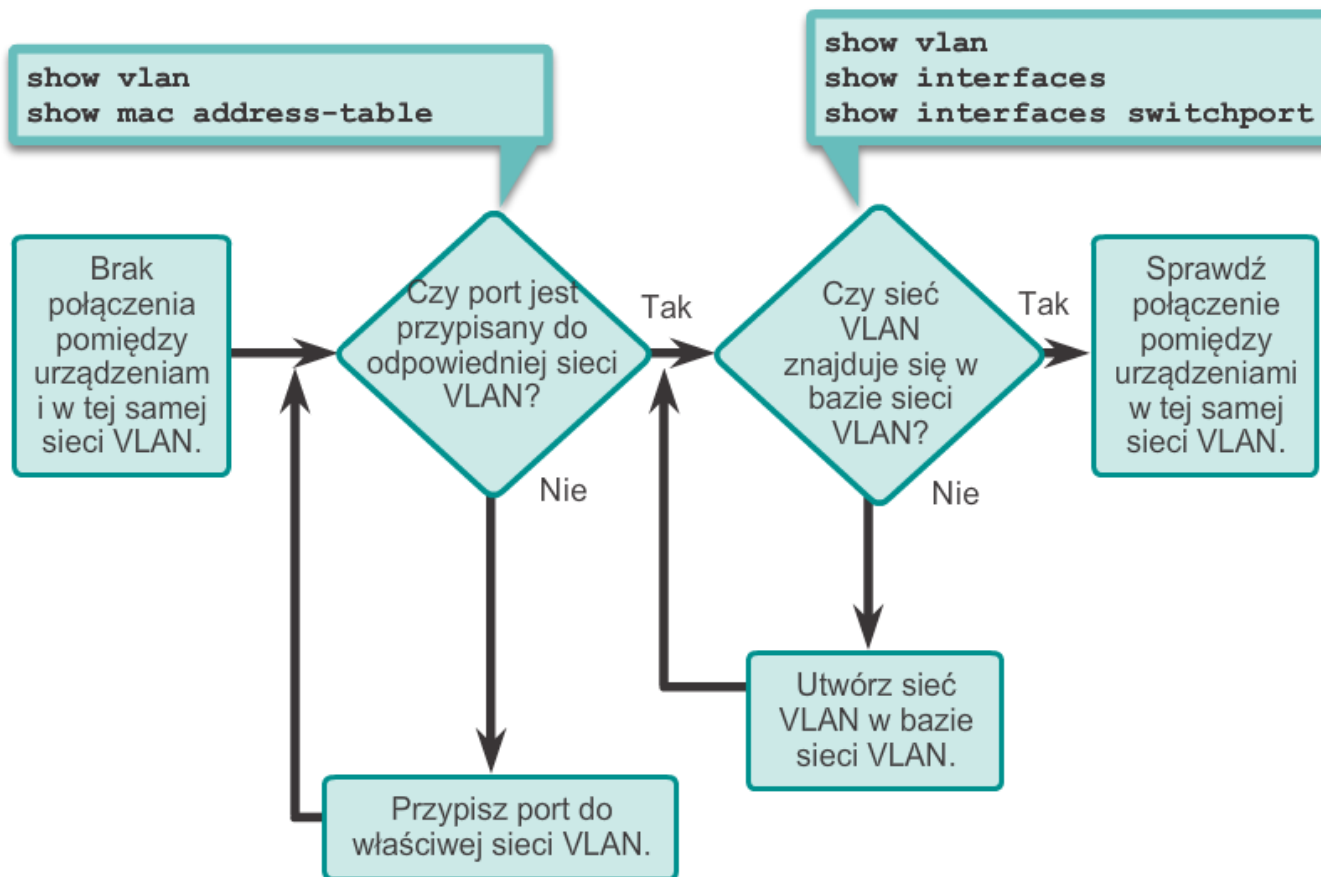 show vlan
show mac address-table
show vlan
show interfaces
show interfaces switchport
Brak
połączenia
pomiędzy
urządzeniam
i w tej samej
sieci VLAN.
Czy port jest
przypisany do
odpowiedniej sieci
VLAN?
Tak
Czy sieć
VLAN
znajduje się w
bazie sieci
VLAN?
Tak
Sprawdź
połączenie
pomiędzy
urządzeniami
w tej samej
sieci VLAN.
Nie
Nie
Utwórz sieć
VLAN w bazie
sieci VLAN.
Przypisz port do
właściwej sieci VLAN.